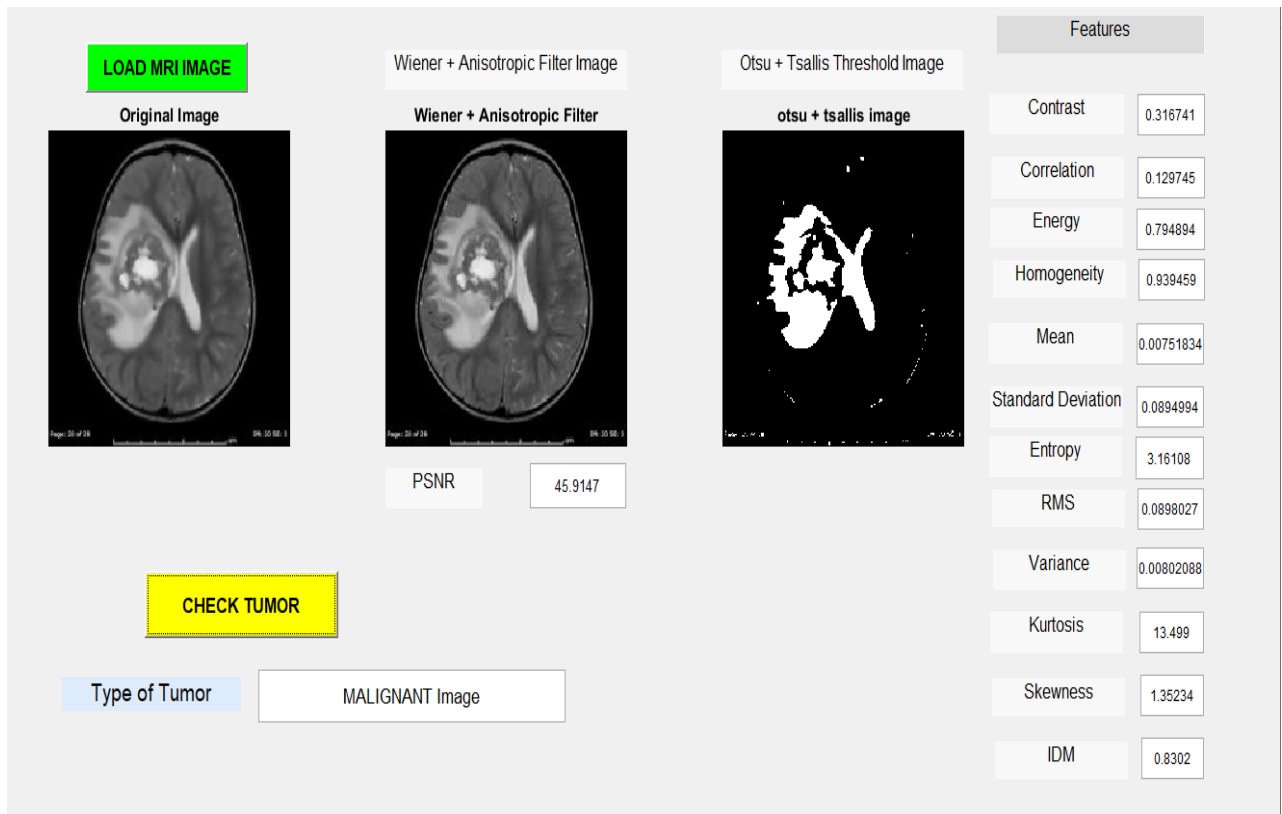 LOAD MRI IMAGE
Wiener + Anisotropic Filter Image
Otsu + Tsallis Threshold Image
Features
Original Image
Wiener + Anisotropic Filter
otsu + tsallis image
Contrast
0.316741
Correlation
0.129745
Energy
0.794894
Homogeneity
0.939459
Mean
0.00751834
Standard Deviation
0.0894994
Entropy
3.16108
RMS
0.0898027
Variance
0.00802088
Kurtosis
13.499
Skewness
1.35234
IDM
0.8302
cm
cm
PSNR
45.9147
CHECK TUMOR
Type of Tumor
MALIGNANT Image